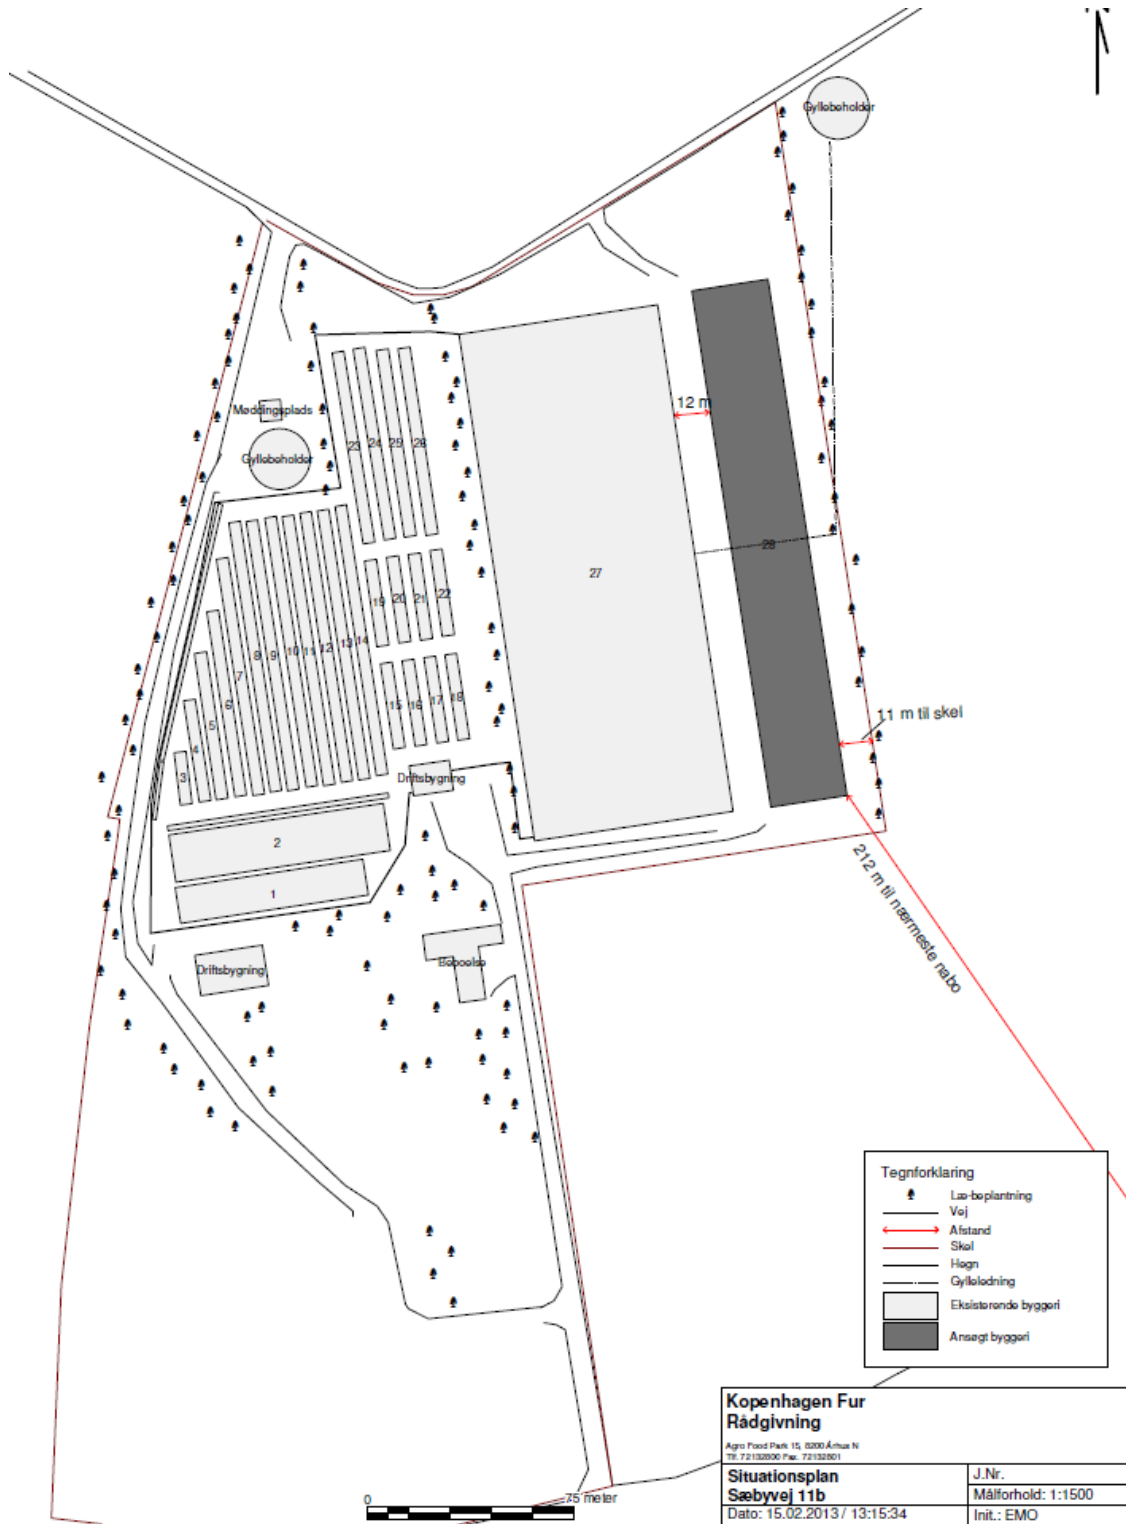 N
Gyllebeholder
12 m
Møddingsplads
Gyllebeholder
23
24
25
26
27
28
19
20
21
22
8
9
10
11
12
13
14
7
6
5
4
3
15
16
17
18
11 m til skel
Driftsbygning
2
1
212 m til nærmeste nabo
Driftsbygning
Beboelse
Tegnforklaring
Læ-beplantning
Vej
Afstand
Skel
Hegn
Gylleledning
Eksisterende byggeri
Ansøgt byggeri
Kopenhagen Fur
Rådgivning
Agro Food Park 15, 8200 Århus N
Tlf. 72132800 Fax. 72132801
Situationsplan
Sæbyvej 11b
J.Nr.
Målforhold: 1:1500
Dato: 15.02.2013 / 13:15:34
Init.: EMO
0
75 meter